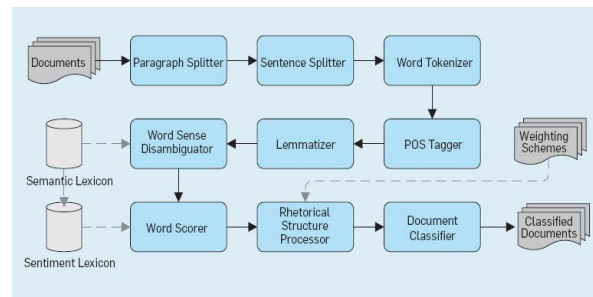 Documents
Paragraph Splitter
Sentence Splitter
Word Tokenizer
Word Sense
Disambiguator
Lemmatizer
POS Tagger
Weighting
Schemes
Semantic Lexicon
Word Scorer
Rhetorical
Structure
Processor
Document
Classifier
Classified
Documents
Sentiment Lexicon